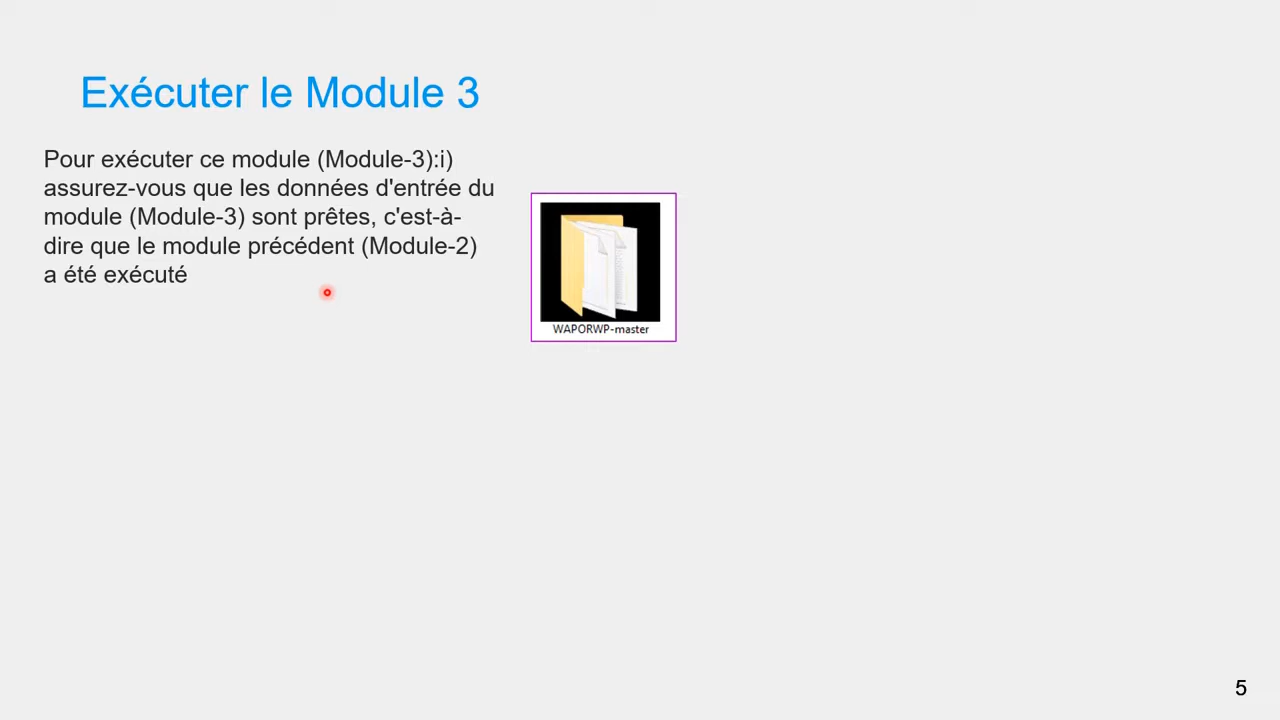 Exécuter le Module 3
Pour exécuter ce module (Module-3):i)
assurez-vous que les données d'entrée du
module (Module-3) sont prêtes, c'est-à-
dire que le module précédent (Module-2)
a été exécuté
WAPORWP-master
5